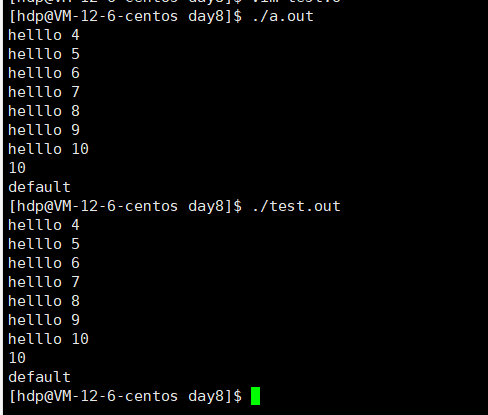 [hdp@VM-12-6-centos day8]$ ./a.out
helllo 4
helllo 5
helllo 6
helllo 7
helllo 8
helllo 9
helllo 10
10
default
[hdp@VM-12-6-centos day8]$ ./test.out
helllo 4
helllo 5
helllo 6
helllo 7
helllo 8
helllo 9
helllo 10
10
default
[hdp@VM-12-6-centos day8]$